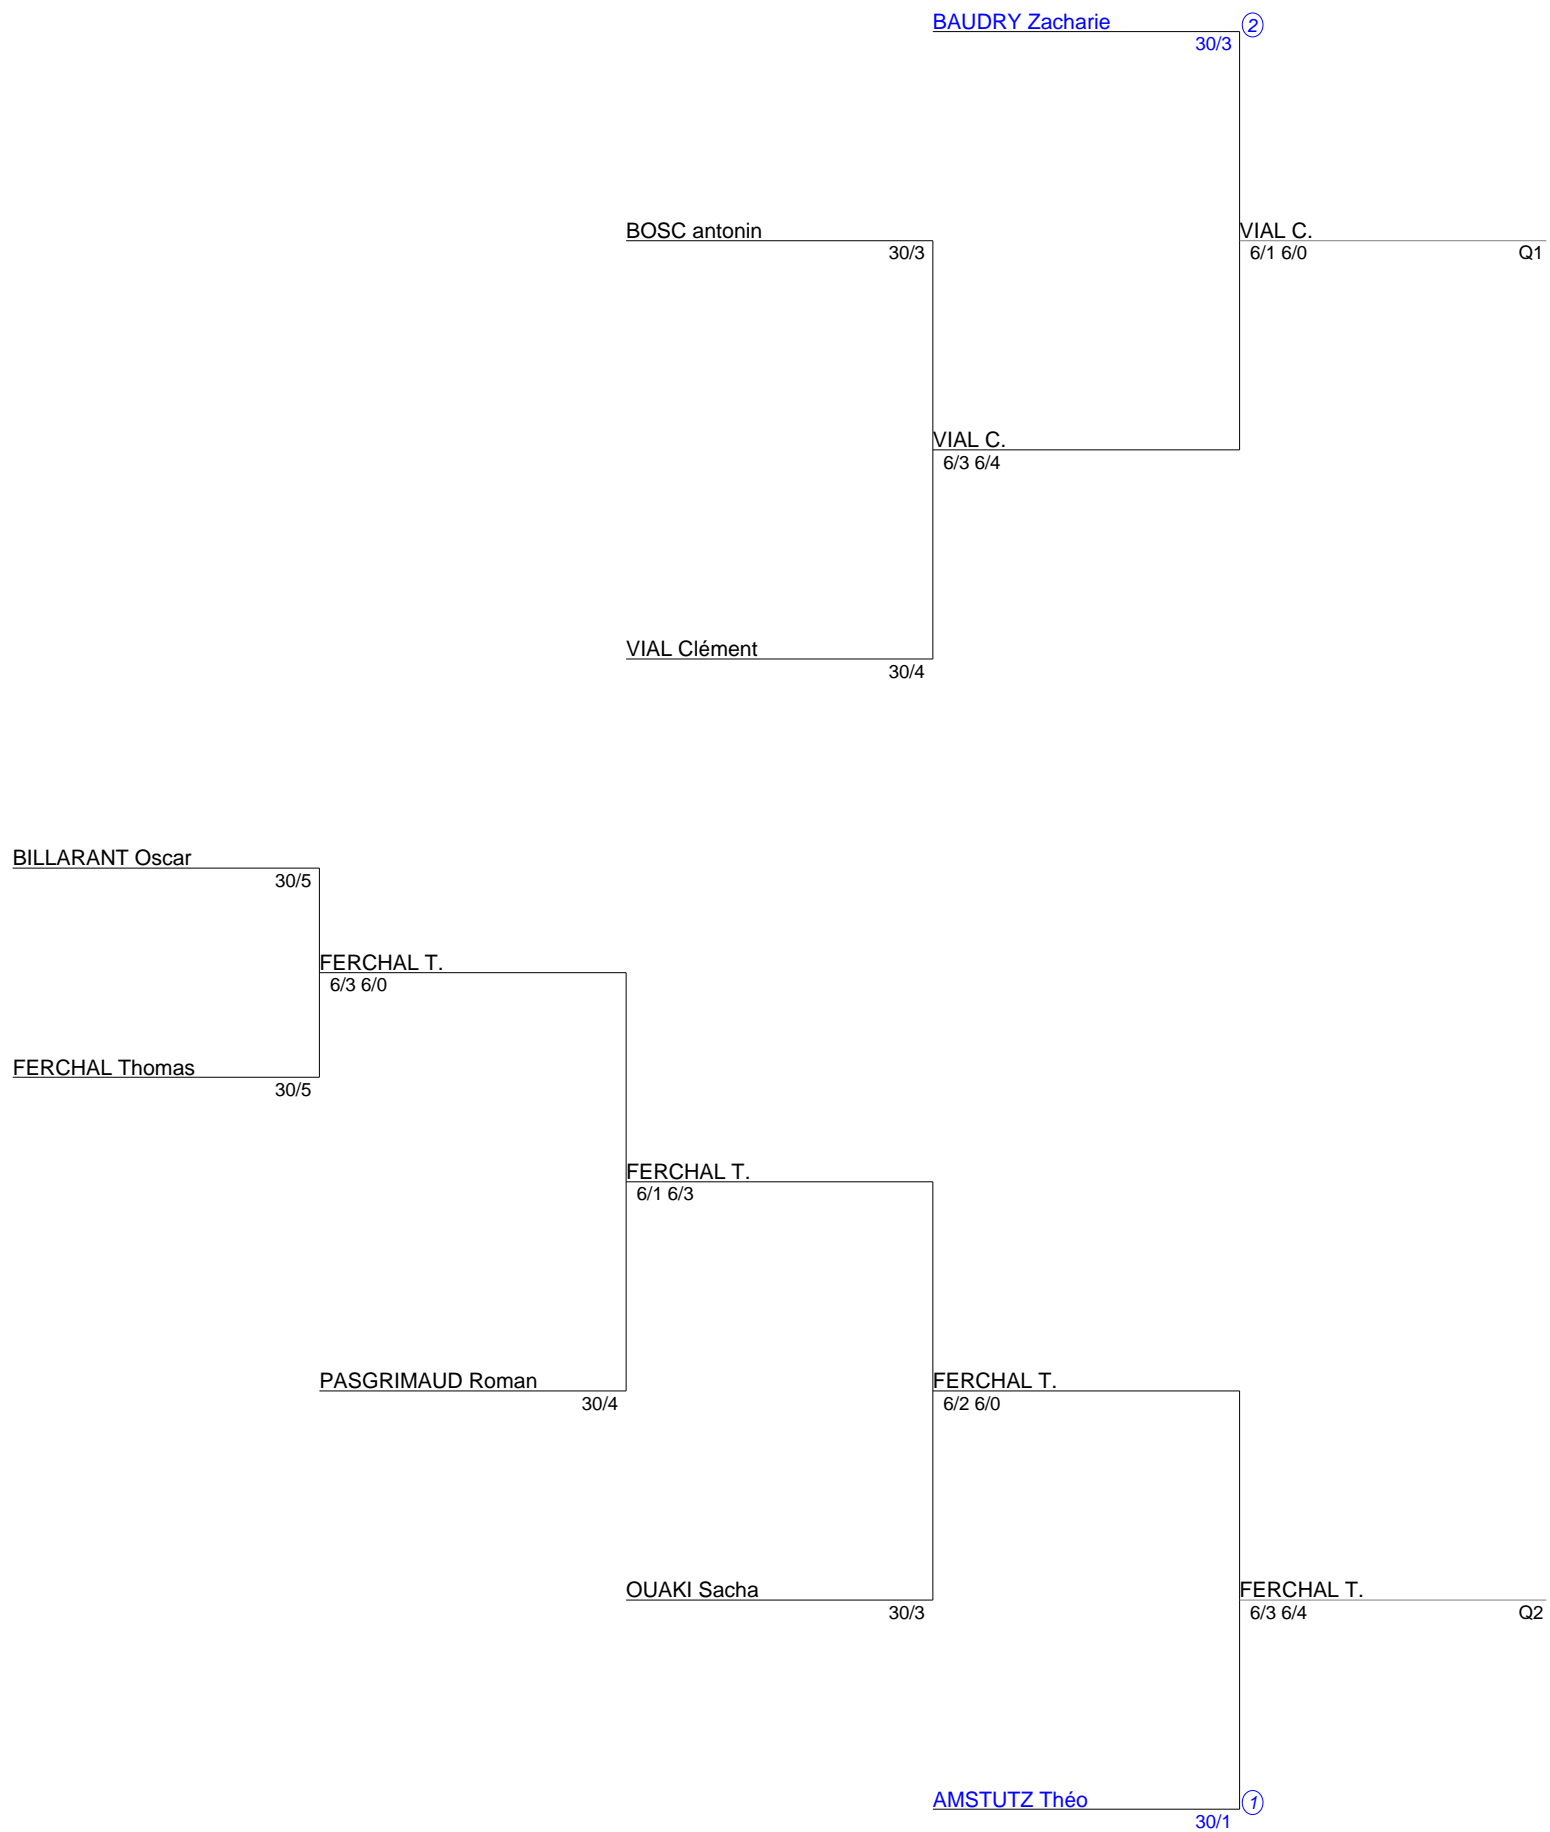 BAUDRY Zacharie 2
30/3
BOSC antonin
30/3
VIAL C.
6/1 6/0 Q1
VIAL C.
6/3 6/4
VIAL Clément
30/4
BILLARANT Oscar
30/5
FERCHAL T.
6/3 6/0
FERCHAL Thomas
30/5
FERCHAL T.
6/1 6/3
PASGRIMAUD Roman
30/4
FERCHAL T.
6/2 6/0
OUAKI Sacha
30/3
FERCHAL T.
6/3 6/4 Q2
AMSTUTZ Théo 1
30/1